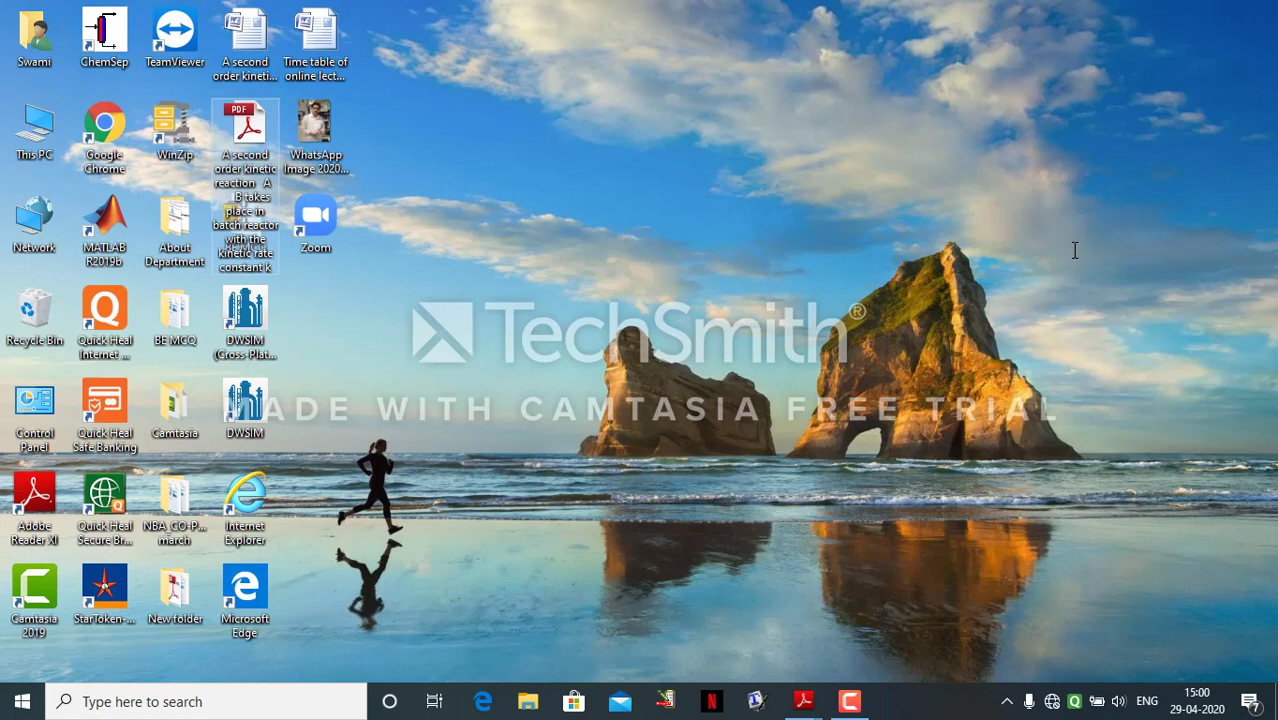 Swami
ChemSep
TeamViewer
A second
order kineti...
Time table of
online lect...
This PC
Google
Chrome
WinZip
PDF
A second
order kinetic
reaction A
B takes
place in
batch reactor
with the
kinetic rate
constant k
WhatsApp
Image 2020...
Network
MATLAB
R2019b
About
Department
Zoom
Recycle Bin
Quick Heal
Internet ...
BE MCQ
DWSIM
(Cross-Plat...
TechSmith®
MADE WITH CAMTASIA FREE TRIAL
Control
Panel
Quick Heal
Safe Banking
Camtasia
DWSIM
Adobe
Reader XI
Quick Heal
Secure Br...
NBA_CO-P...
march
Internet
Explorer
Camtasia
2019
StarToken-...
New folder
Microsoft
Edge
Type here to search
ENG
15:00
29-04-2020
7